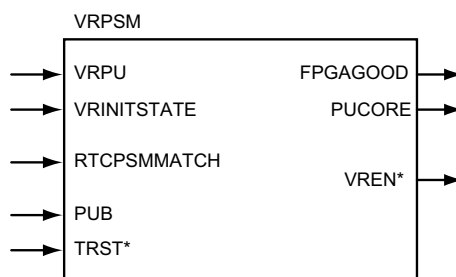 VRPSM
VRPU
FPGAGOOD
VRINITSTATE
PUCORE
RTCPSMMATCH
VREN*
PUB
TRST*